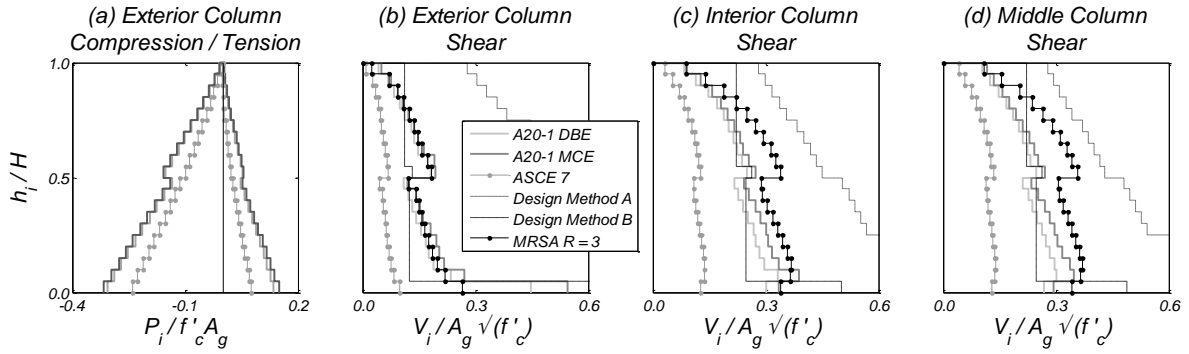 (a) Exterior Column
Compression / Tension
(b) Exterior Column
Shear
(c) Interior Column
Shear
(d) Middle Column
Shear
1.0
0.5
0.0
h_i / H
-0.4
-0.1
0.2
P_i / f'_c A_g
0.0
0.3
0.6
V_i / A_g √(f'_c)
A20-1 DBE
A20-1 MCE
ASCE 7
Design Method A
Design Method B
MRSA R = 3
0.0
0.3
0.6
V_i / A_g √(f'_c)
0.0
0.3
0.6
V_i / A_g √(f'_c)